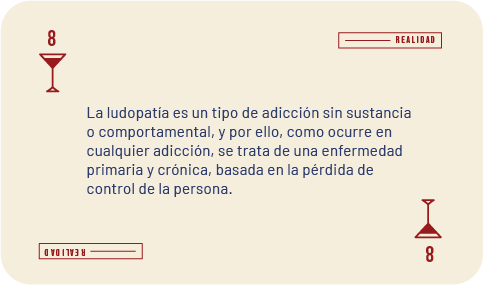 8
REALIDAD
La ludopatía es un tipo de adicción sin sustancia
o comportamental, y por ello, como ocurre en
cualquier adicción, se trata de una enfermedad
primaria y crónica, basada en la pérdida de
control de la persona.
REALIDAD
8